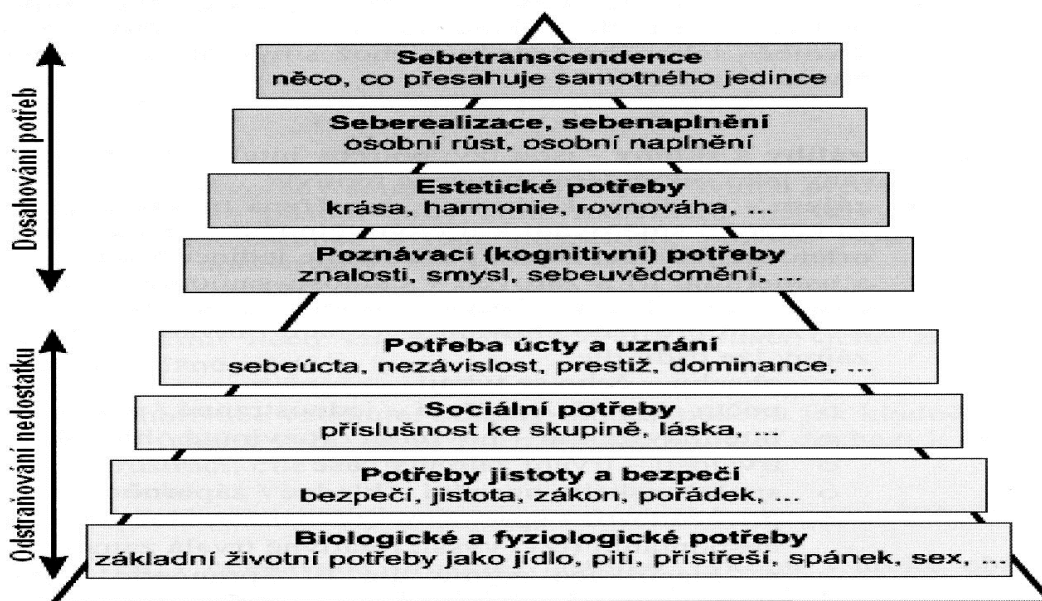 Sebetranscendence
něco, co přesahuje samotného jedince
Seberealizace, sebenaplnění
osobní růst, osobní naplnění
Estetické potřeby
krása, harmonie, rovnováha, ...
Poznávací (kognitivní) potřeby
znalosti, smysl, sebeuvědomění, ...
Dosahování potřeb
Potřeba úcty a uznání
sebeúcta, nezávislost, prestiž, dominance, ...
Sociální potřeby
příslušnost ke skupině, láska, ...
Potřeby jistoty a bezpečí
bezpečí, jistota, zákon, pořádek, ...
Biologické a fyziologické potřeby
základní životní potřeby jako jídlo, pití, přístřeší, spánek, sex, ...
Odstraňování nedostatku